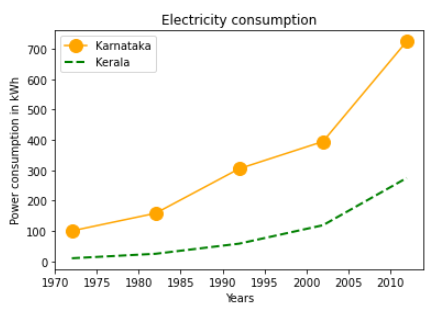 Electricity consumption
Karnataka
Kerala
Power consumption in kWh
700
600
500
400
300
200
100
0
1970 1975 1980 1985 1990 1995 2000 2005 2010
Years